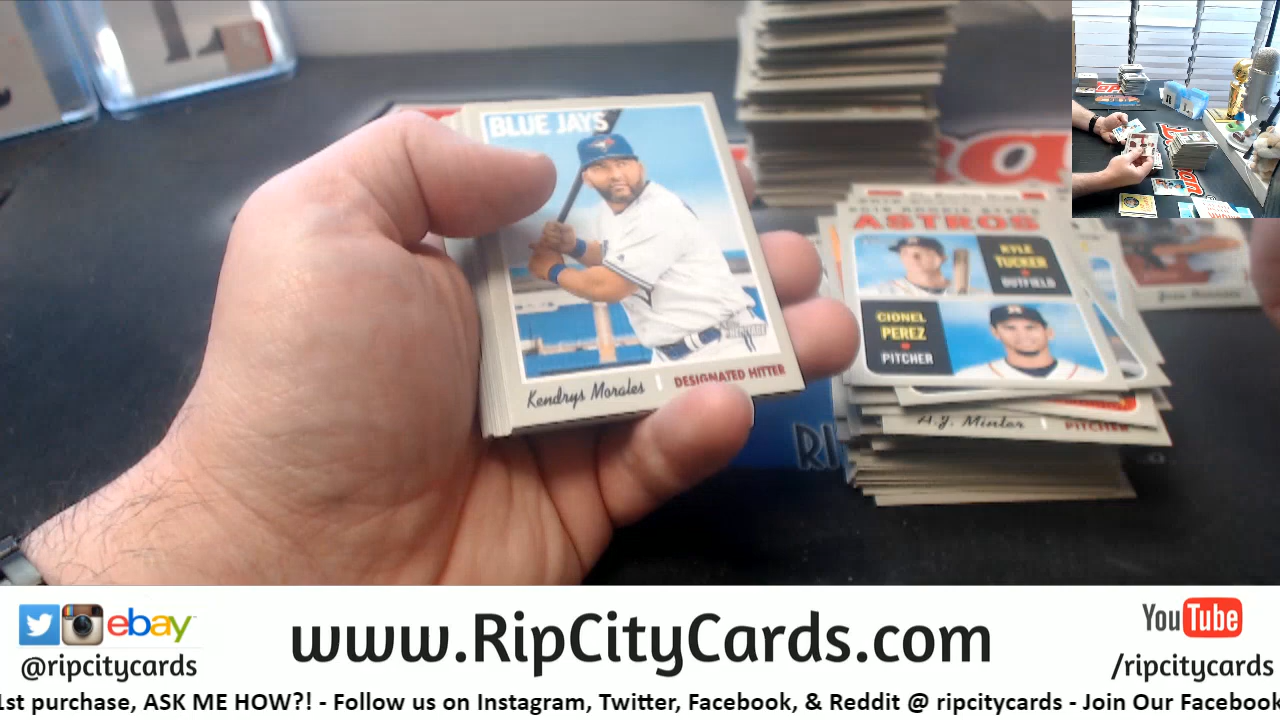 BLUE JAYS
Kendrys Morales
DESIGNATED HITTER
ASTROS
KYLE
TUCKER
OUTFIELD
CIONEL
PEREZ
PITCHER
A.J. Minter
PITCHER
RI
ebay
@ripcitycards
www.RipCityCards.com
YouTube
/ripcitycards
1st purchase, ASK ME HOW?! - Follow us on Instagram, Twitter, Facebook, & Reddit @ ripcitycards - Join Our Facebook